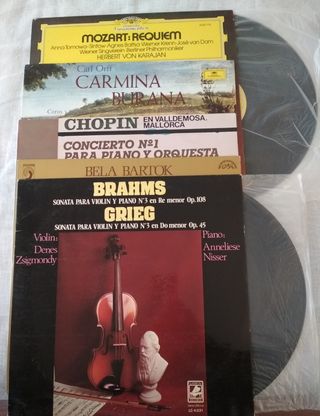 MOZART: REQUIEM
Anna Tomowa-Sintow Agnes Baltsa Werner Krenn José van Dam
Wiener Singverein Berliner Philharmoniker
HERBERT VON KARAJAN
Carl Orff
CARMINA
BURANA
CHOPIN EN VALLDEMOSA.
MALLORCA
CONCIERTO Nº1
PARA PIANO Y ORQUESTA
BELA BARTOK
BRAHMS
SONATA PARA VIOLIN Y PIANO Nº3 en Re menor Op.108
GRIEG
SONATA PARA VIOLIN Y PIANO Nº3 en Do menor Op.45
Violin:
Denes
Zsigmondy
Piano:
Anneliese
Nisser